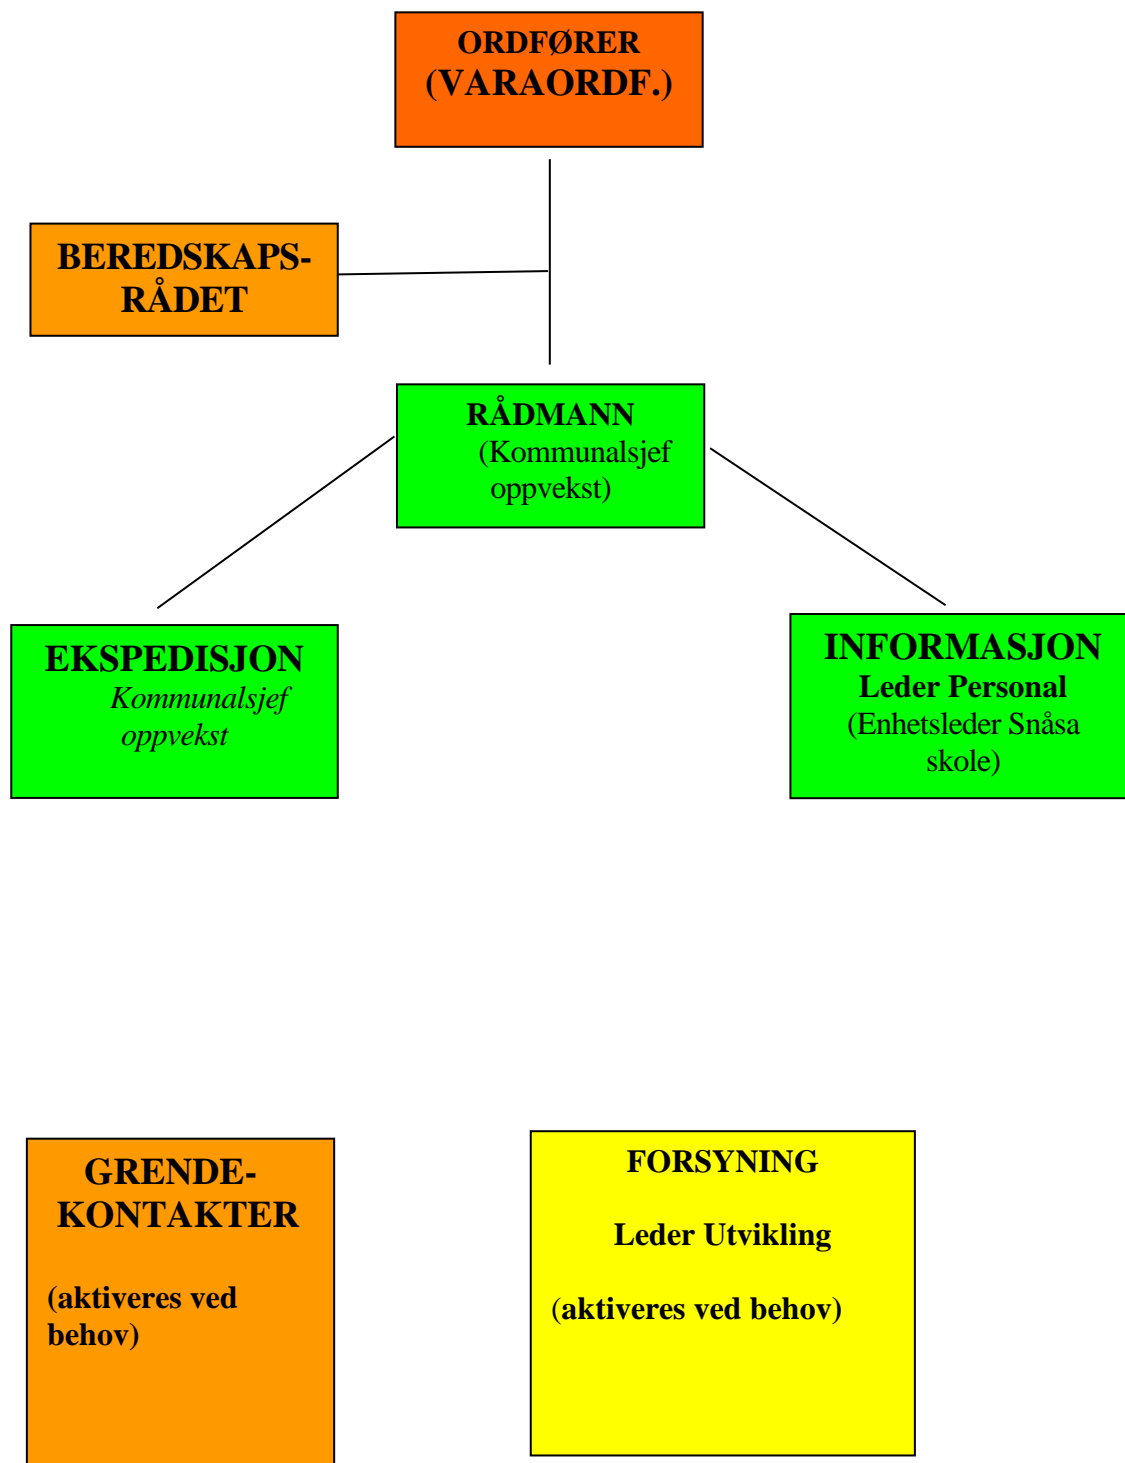 ORDFØRER
(VARAORDF.)
BEREDSKAPS-
RÅDET
RÅDMANN
(Kommunalsjef
oppvekst)
EKSPEDISJON
Kommunalsjef
oppvekst
INFORMASJON
Leder Personal
(Enhetsleder Snåsa
skole)
GRENDE-
KONTAKTER
(aktiveres ved
behov)
FORSYNING
Leder Utvikling
(aktiveres ved behov)